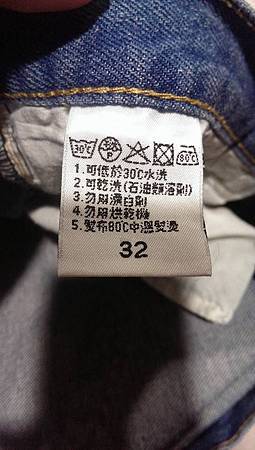 30℃ P 80℃
1.可低於30℃水洗
2.可乾洗(石油類溶劑)
3.勿用漂白劑
4.勿用烘乾機
5.墊布80℃中溫熨燙
32